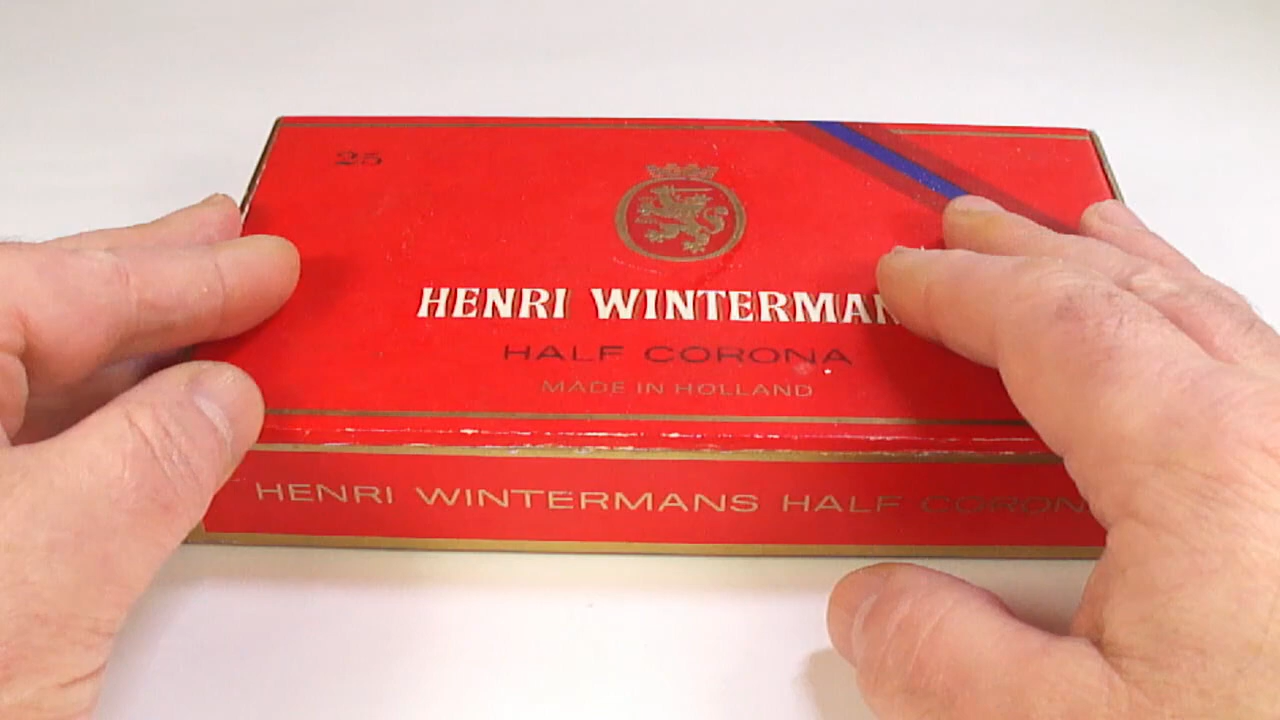 25
HENRI WINTERMAN
HALF CORONA
MADE IN HOLLAND
HENRI WINTERMANS HALF CORON